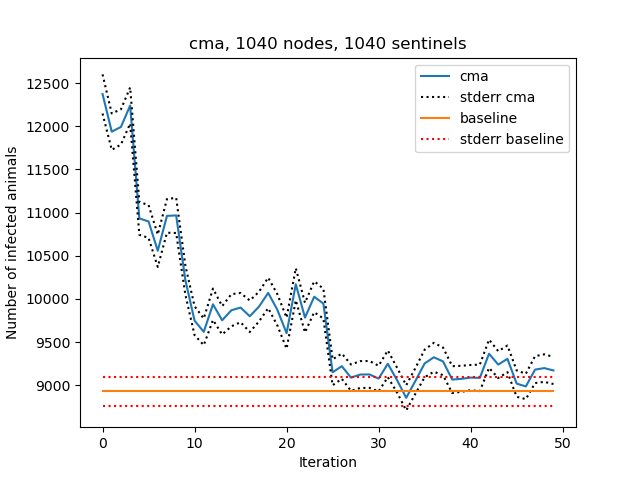 cma, 1040 nodes, 1040 sentinels
12500
12000
11500
11000
10500
10000
9500
9000
Number of infected animals
cma
stderr cma
baseline
stderr baseline
0
10
20
30
40
50
Iteration